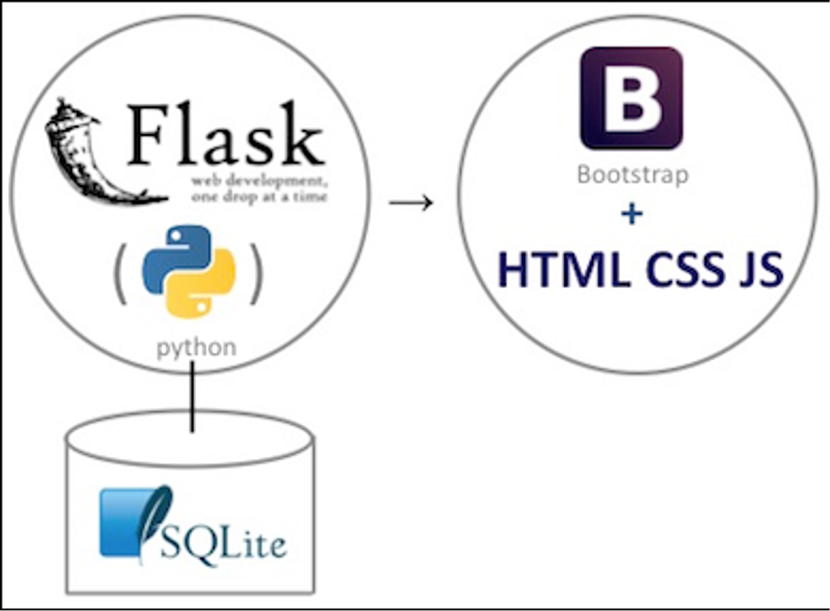 Flask
web development,
one drop at a time
( )
python
→
B
Bootstrap
+
HTML CSS JS
SQLite